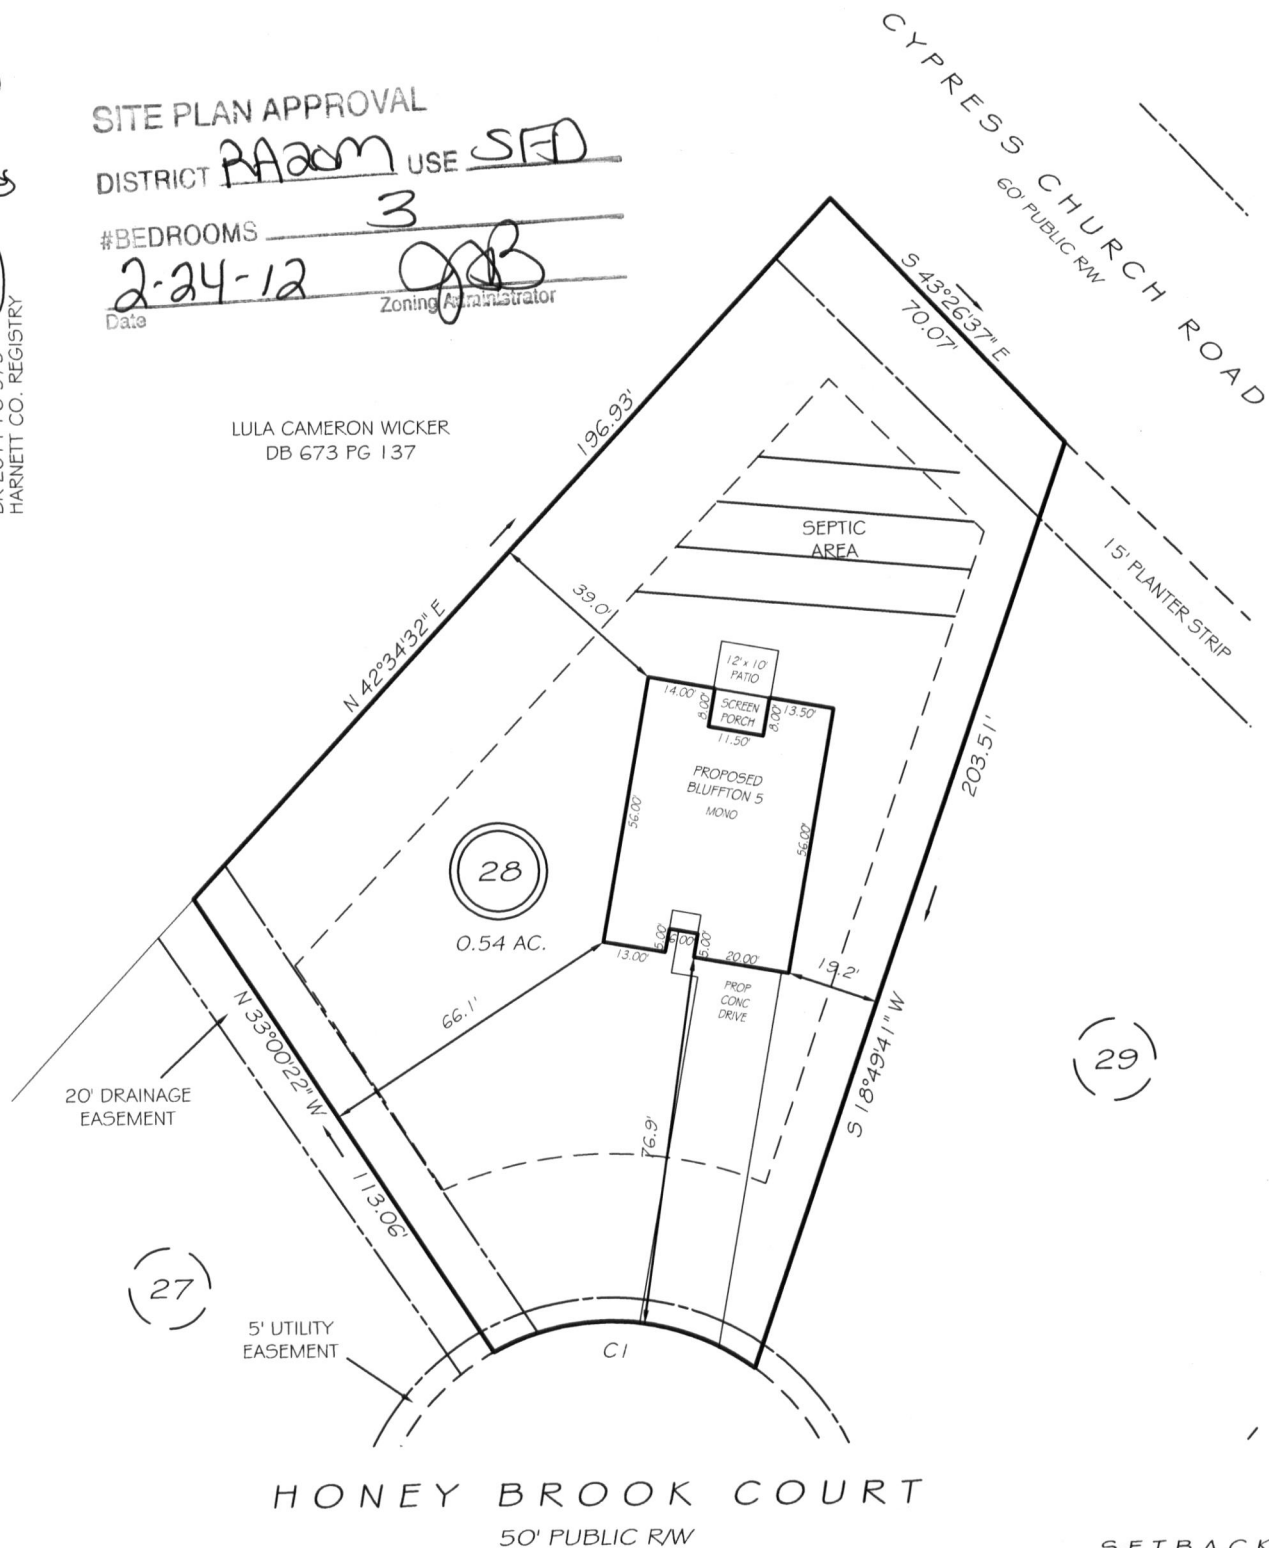 SITE PLAN APPROVAL
DISTRICT RA20M USE SFD
#BEDROOMS 3
2-24-12
Date
Zoning Administrator
HARNETT CO. REGISTRY
CYPRESS CHURCH ROAD
60' PUBLIC R/W
S 43°26'37" E
70.07'
LULA CAMERON WICKER
DB 673 PG 137
196.93'
N 42°34'32" E
SEPTIC
AREA
15' PLANTER STRIP
39.0'
12' x 10'
PATIO
14.00'
8.00'
SCREEN
PORCH
8.00'
13.50'
11.50'
203.51'
PROPOSED
BLUFFTON 5
MONO
56.00'
56.00'
28
0.54 AC.
13.00'
5.00'
6.00'
5.00'
20.00'
19.2'
PROP
CONC
DRIVE
66.1'
N 33°00'22" W
113.06'
20' DRAINAGE
EASEMENT
S 18°49'41" W
29
76.9'
27
5' UTILITY
EASEMENT
C1
HONEY BROOK COURT
50' PUBLIC R/W
SETBACK